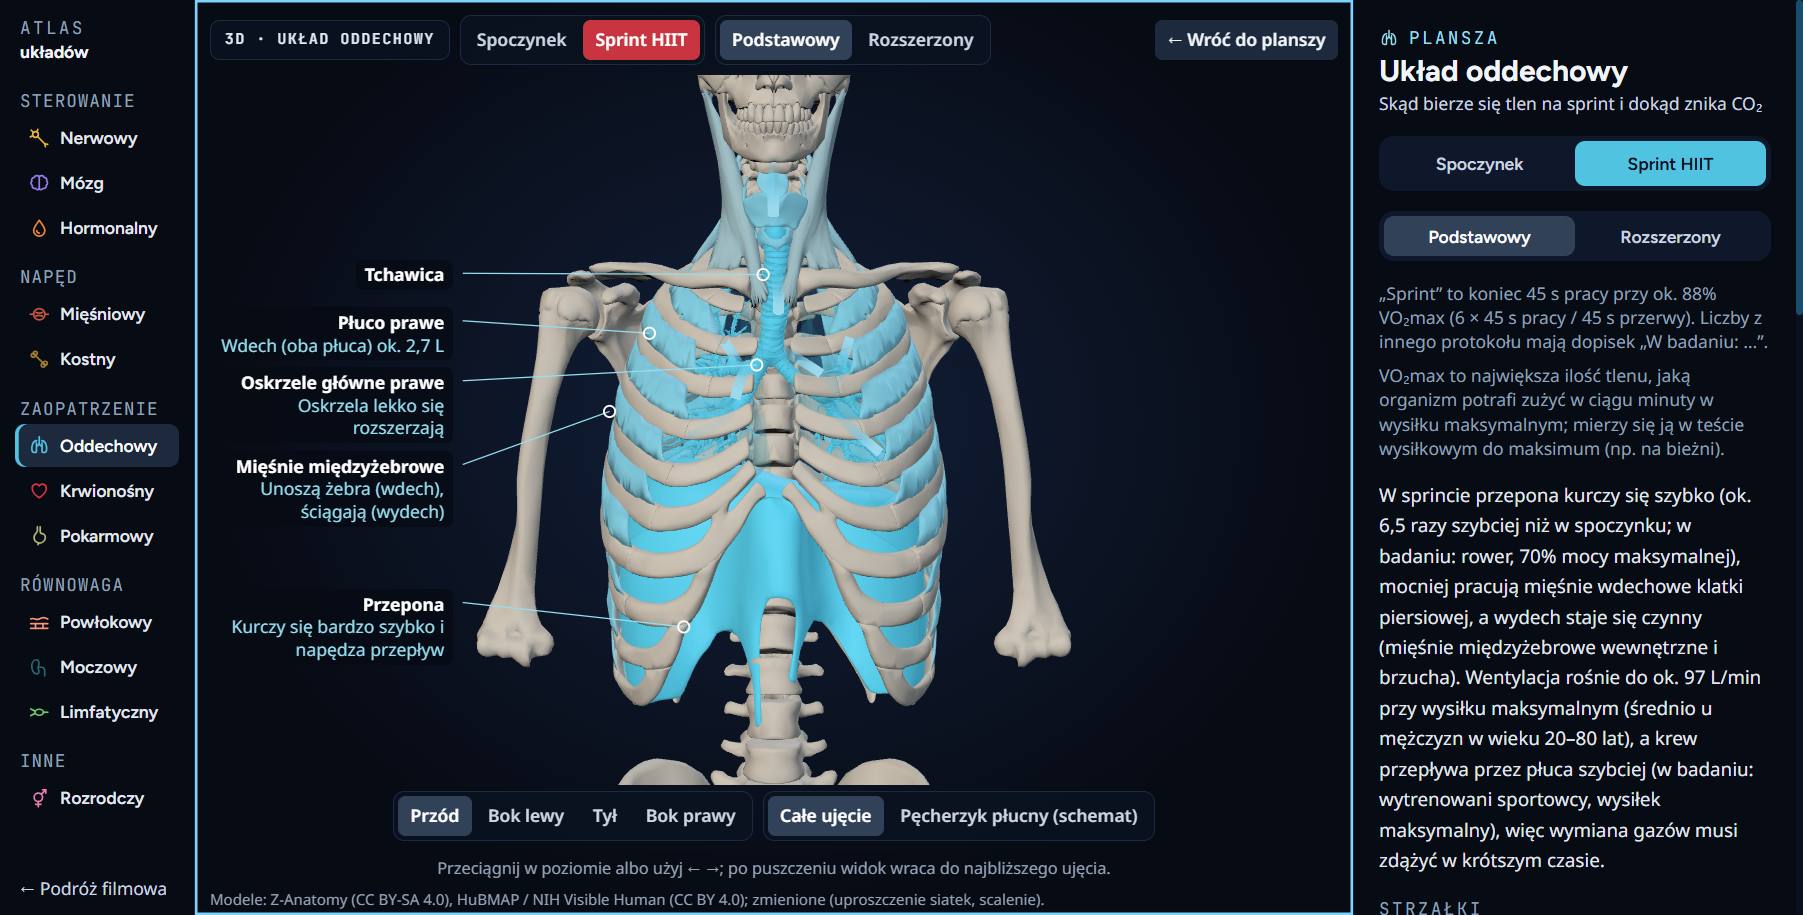 ATLAS
układów
STEROWANIE
Nerwowy
Mózg
Hormonalny
NAPĘD
Mięśniowy
Kostny
ZAOPATRZENIE
Oddechowy
Krwionośny
Pokarmowy
RÓWNOWAGA
Powłokowy
Moczowy
Limfatyczny
INNE
Rozrodczy
← Podróż filmowa
3D · UKŁAD ODDECHOWY
Spoczynek
Sprint HIIT
Podstawowy
Rozszerzony
← Wróć do planszy
Tchawica
Płuco prawe
Wdech (oba płuca) ok. 2,7 L
Oskrzele główne prawe
Oskrzela lekko się
rozszerzają
Mięśnie międzyżebrowe
Unoszą żebra (wdech),
ściągają (wydech)
Przepona
Kurczy się bardzo szybko i
napędza przepływ
Przód
Bok lewy
Tył
Bok prawy
Całe ujęcie
Pęcherzyk płucny (schemat)
Przeciągnij w poziomie albo użyj ← →; po puszczeniu widok wraca do najbliższego ujęcia.
Modele: Z-Anatomy (CC BY-SA 4.0), HuBMAP / NIH Visible Human (CC BY 4.0); zmienione (uproszczenie siatek, scalenie).
PLANSZA
Układ oddechowy
Skąd bierze się tlen na sprint i dokąd znika CO₂
Spoczynek
Sprint HIIT
Podstawowy
Rozszerzony
„Sprint” to koniec 45 s pracy przy ok. 88%
VO₂max (6 × 45 s pracy / 45 s przerwy). Liczby z
innego protokołu mają dopisek „W badaniu: …”.
VO₂max to największa ilość tlenu, jaką
organizm potrafi zużyć w ciągu minuty w
wysiłku maksymalnym; mierzy się ją w teście
wysiłkowym do maksimum (np. na bieżni).
W sprincie przepona kurczy się szybko (ok.
6,5 razy szybciej niż w spoczynku; w
badaniu: rower, 70% mocy maksymalnej),
mocniej pracują mięśnie wdechowe klatki
piersiowej, a wydech staje się czynny
(mięśnie międzyżebrowe wewnętrzne i
brzucha). Wentylacja rośnie do ok. 97 L/min
przy wysiłku maksymalnym (średnio u
mężczyzn w wieku 20–80 lat), a krew
przepływa przez płuca szybciej (w badaniu:
wytrenowani sportowcy, wysiłek
maksymalny), więc wymiana gazów musi
zdążyć w krótszym czasie.
STRZAŁKI